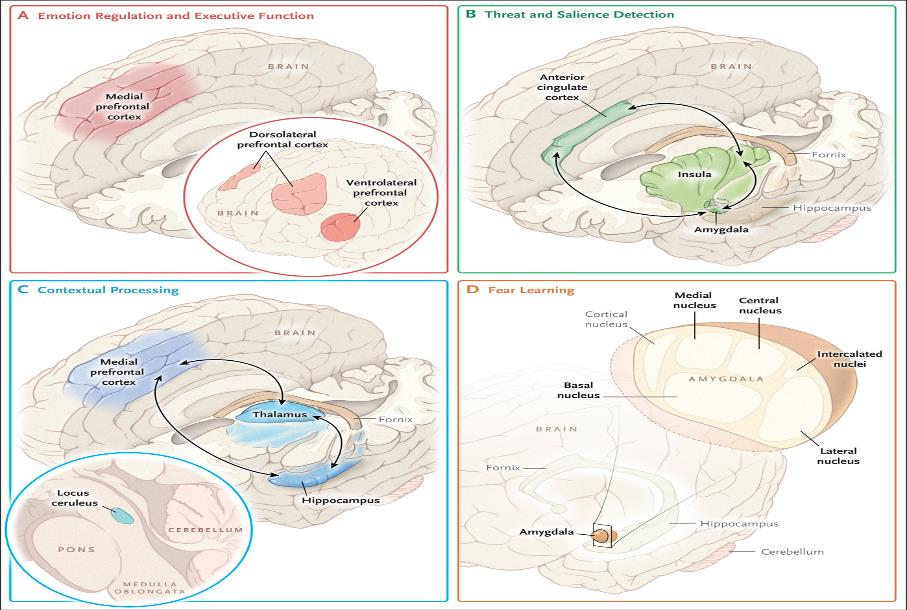 A Emotion Regulation and Executive Function
BRAIN
Medial
prefrontal
cortex
Dorsolateral
prefrontal cortex
Ventrolateral
prefrontal
cortex
BRAIN
B Threat and Salience Detection
BRAIN
Anterior
cingulate
cortex
Fornix
Insula
Hippocampus
Amygdala
C Contextual Processing
BRAIN
Medial
prefrontal
cortex
Thalamus
Fornix
Hippocampus
Locus
ceruleus
CEREBELLUM
PONS
MEDULLA
OBLONGATA
D Fear Learning
Cortical
nucleus
Medial
nucleus
Central
nucleus
Intercalated
nuclei
AMYGDALA
Basal
nucleus
BRAIN
Lateral
nucleus
Fornix
Amygdala
Hippocampus
Cerebellum